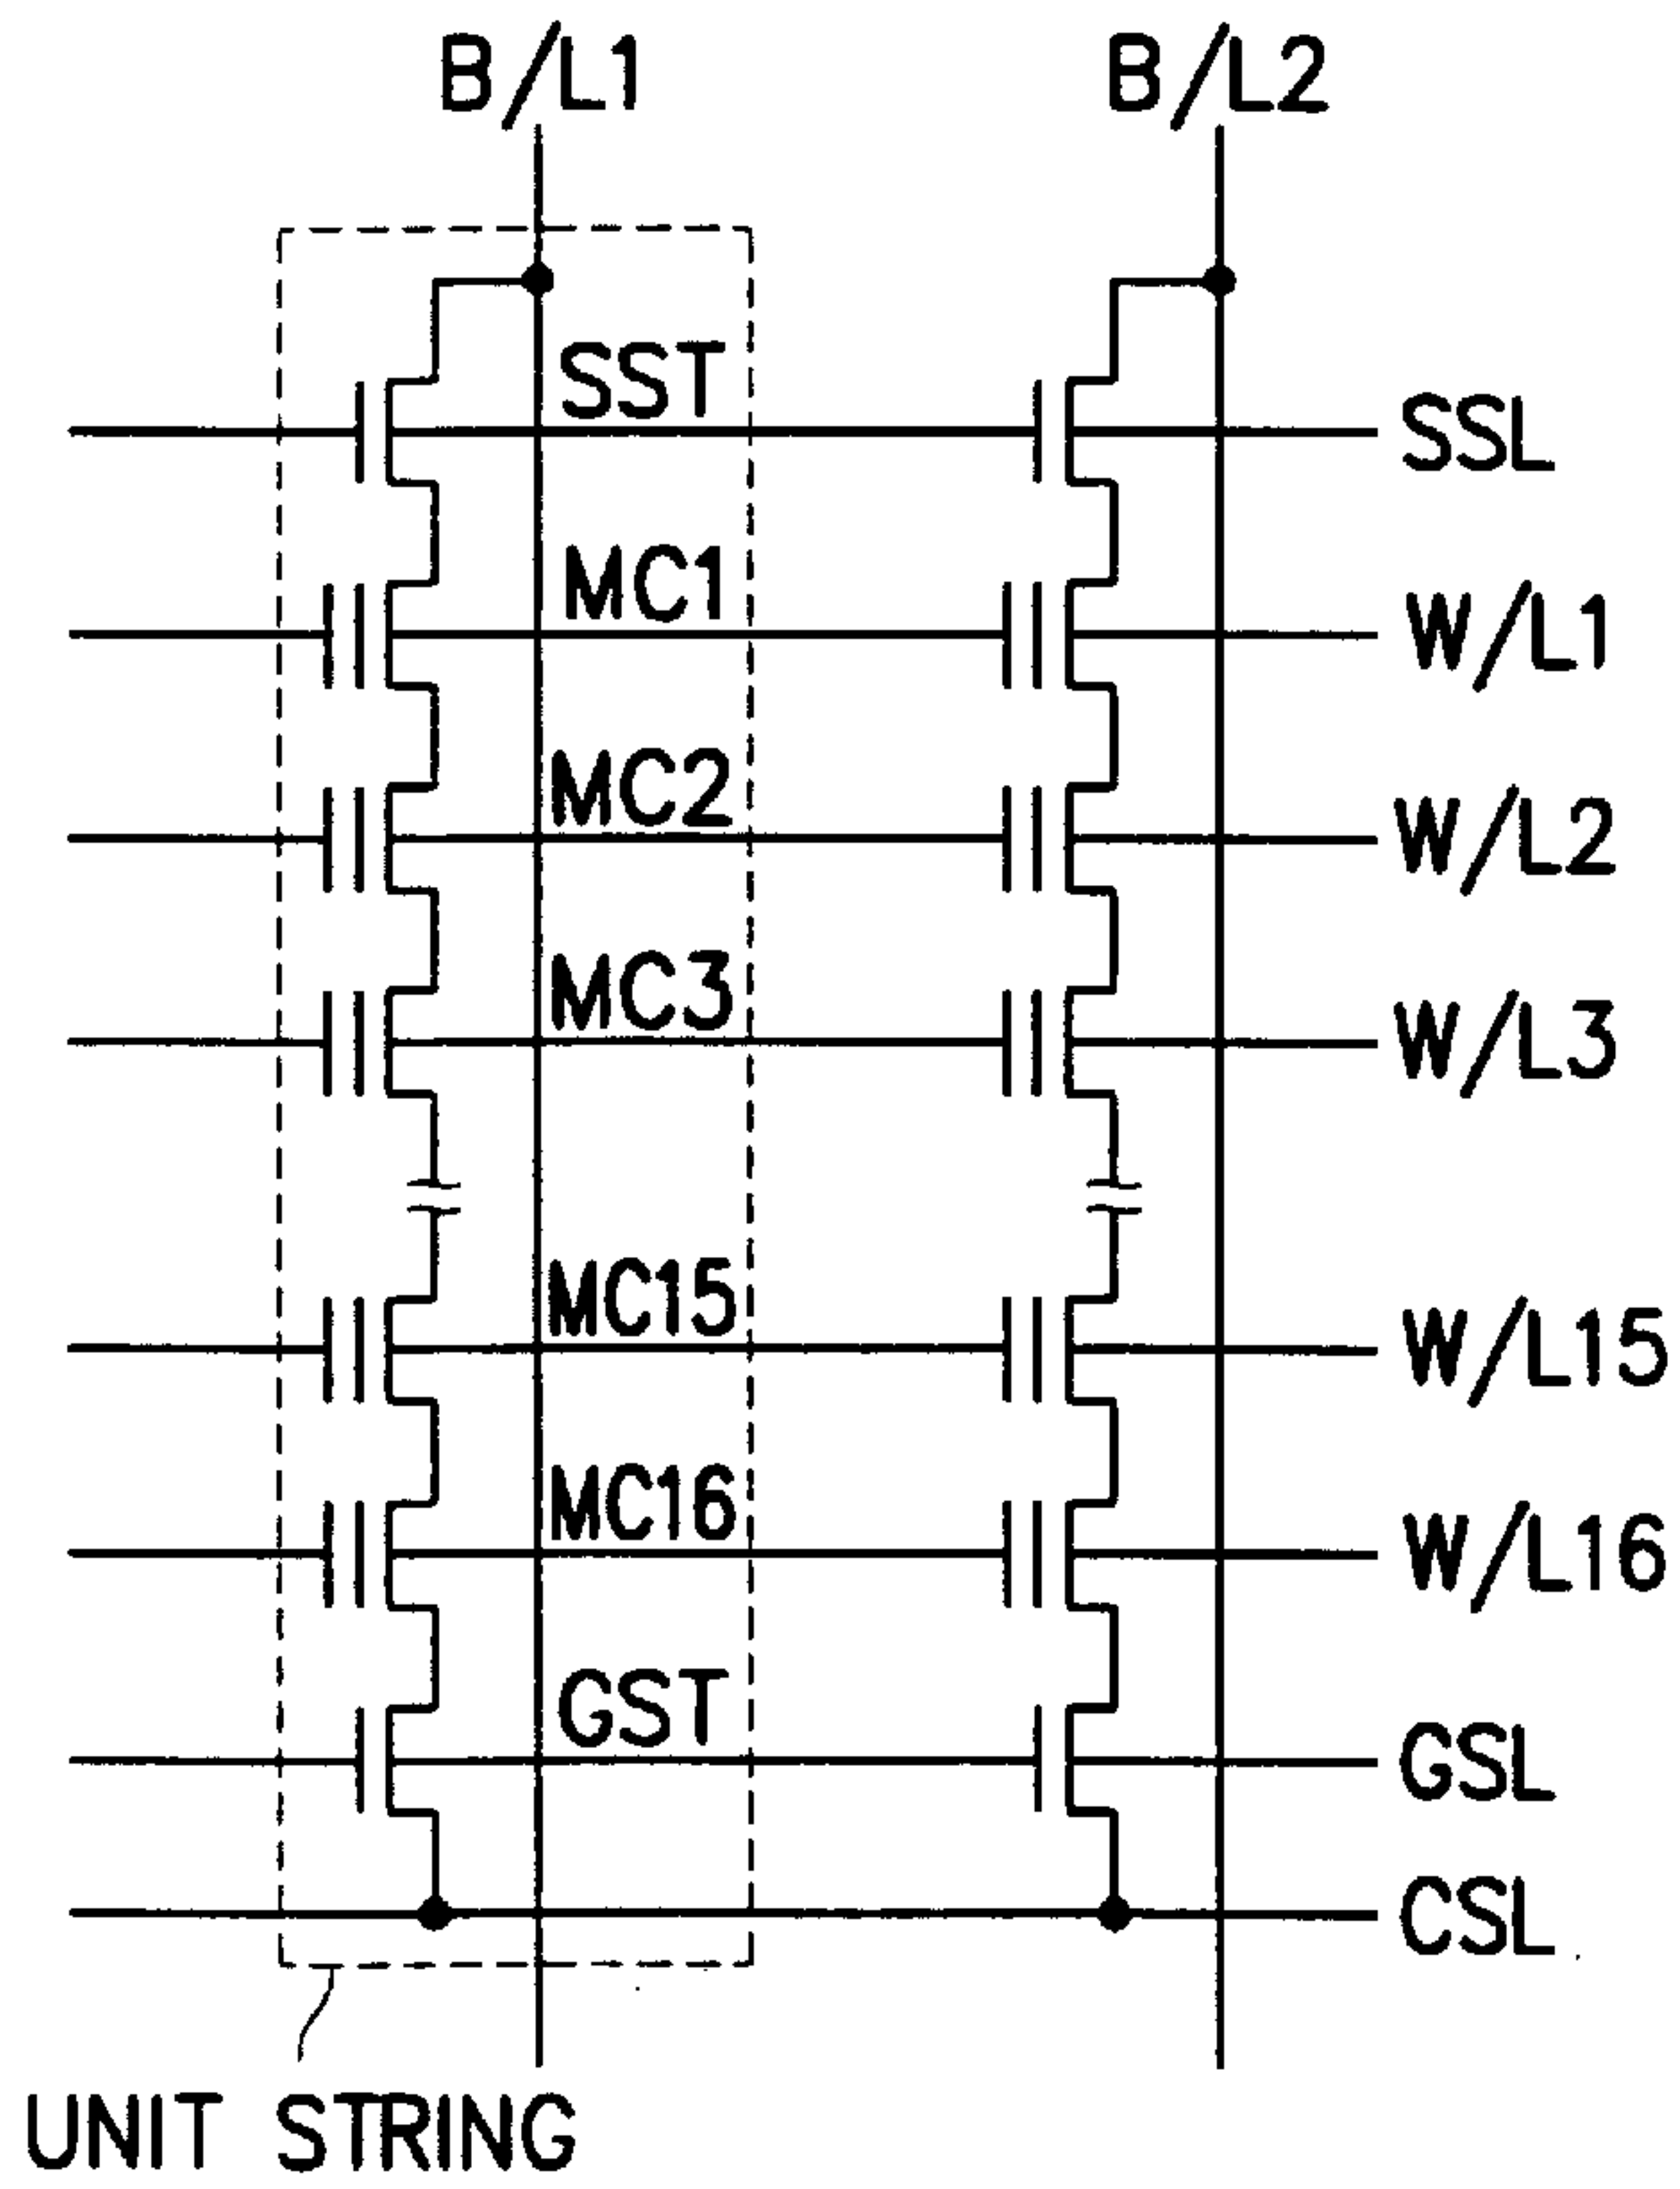 B/L1 B/L2
SST
SSL
MC1
W/L1
MC2
W/L2
MC3
W/L3
MC15
W/L15
MC16
W/L16
GST
GSL
CSL
UNIT STRING